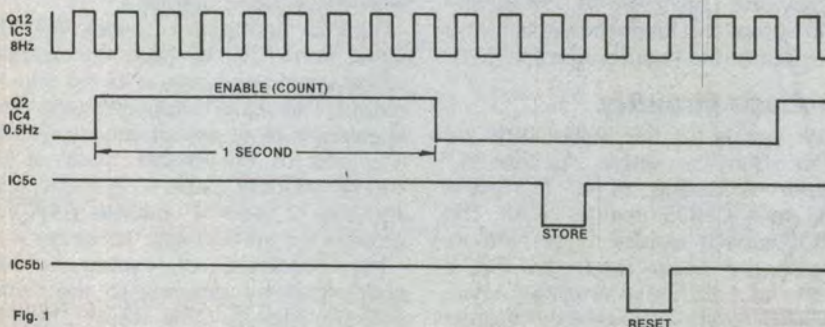 Q12
IC3
8Hz
ENABLE (COUNT)
Q2
IC4
0.5Hz
1 SECOND
IC5c
STORE
IC5b
Fig. 1
RESET